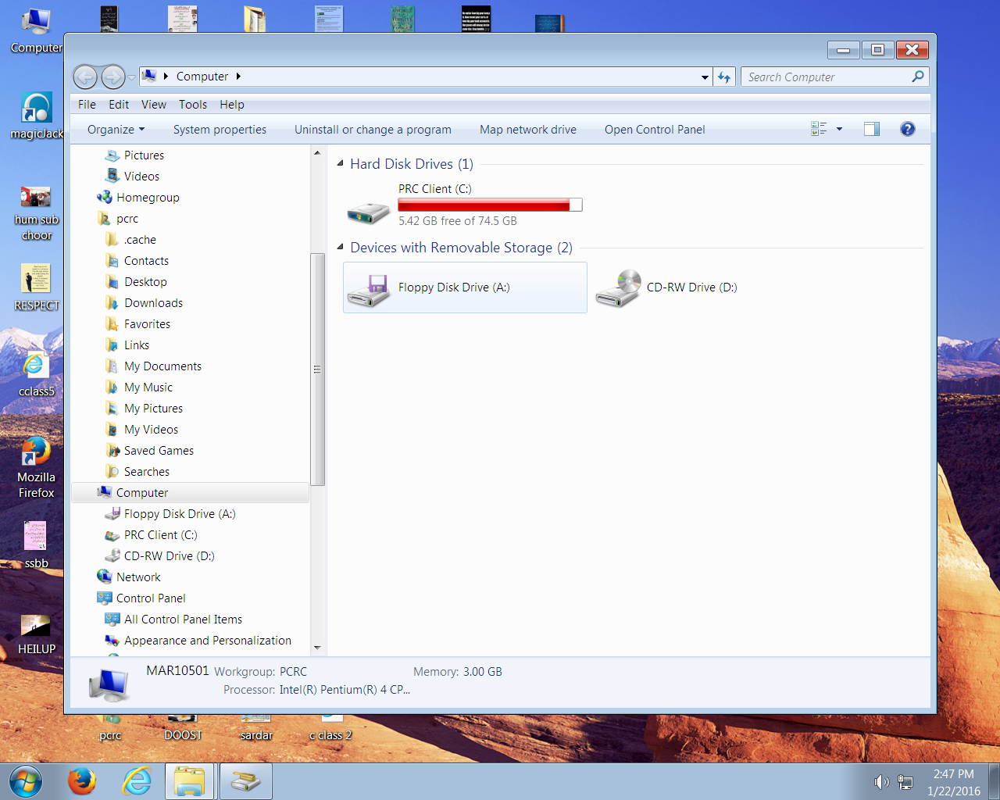 Computer
magicJack
hum sub
choor
RESPECT
cclass5
Mozilla
Firefox
ssbb
HEILUP
Computer
Search Computer
File Edit View Tools Help
Organize System properties Uninstall or change a program Map network drive Open Control Panel
Pictures
Videos
Homegroup
pcrc
.cache
Contacts
Desktop
Downloads
Favorites
Links
My Documents
My Music
My Pictures
My Videos
Saved Games
Searches
Computer
Floppy Disk Drive (A:)
PRC Client (C:)
CD-RW Drive (D:)
Network
Control Panel
All Control Panel Items
Appearance and Personalization
Hard Disk Drives (1)
PRC Client (C:)
5.42 GB free of 74.5 GB
Devices with Removable Storage (2)
Floppy Disk Drive (A:)
CD-RW Drive (D:)
MAR10501 Workgroup: PCRC Memory: 3.00 GB
Processor: Intel(R) Pentium(R) 4 CP...
pcrc
DOOST
sardar
c class 2
2:47 PM
1/22/2016